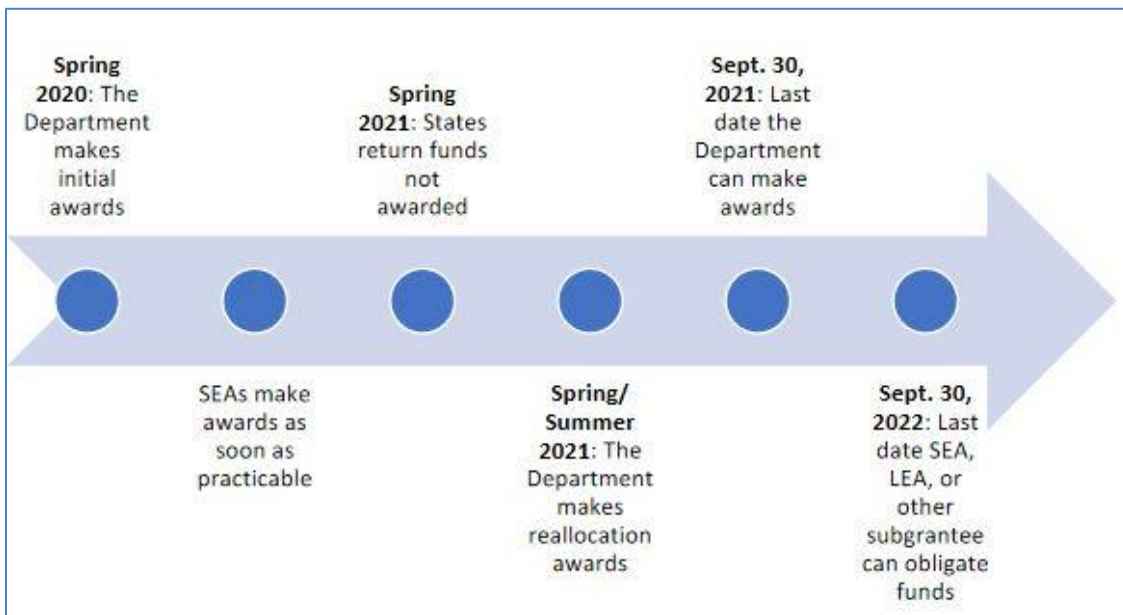 Spring
2020: The
Department
makes
initial
awards
SEAs make
awards as
soon as
practicable
Spring
2021: States
return funds
not
awarded
Spring/
Summer
2021: The
Department
makes
reallocation
awards
Sept. 30,
2021: Last
date the
Department
can make
awards
Sept. 30,
2022: Last
date SEA,
LEA, or
other
subgrantee
can obligate
funds